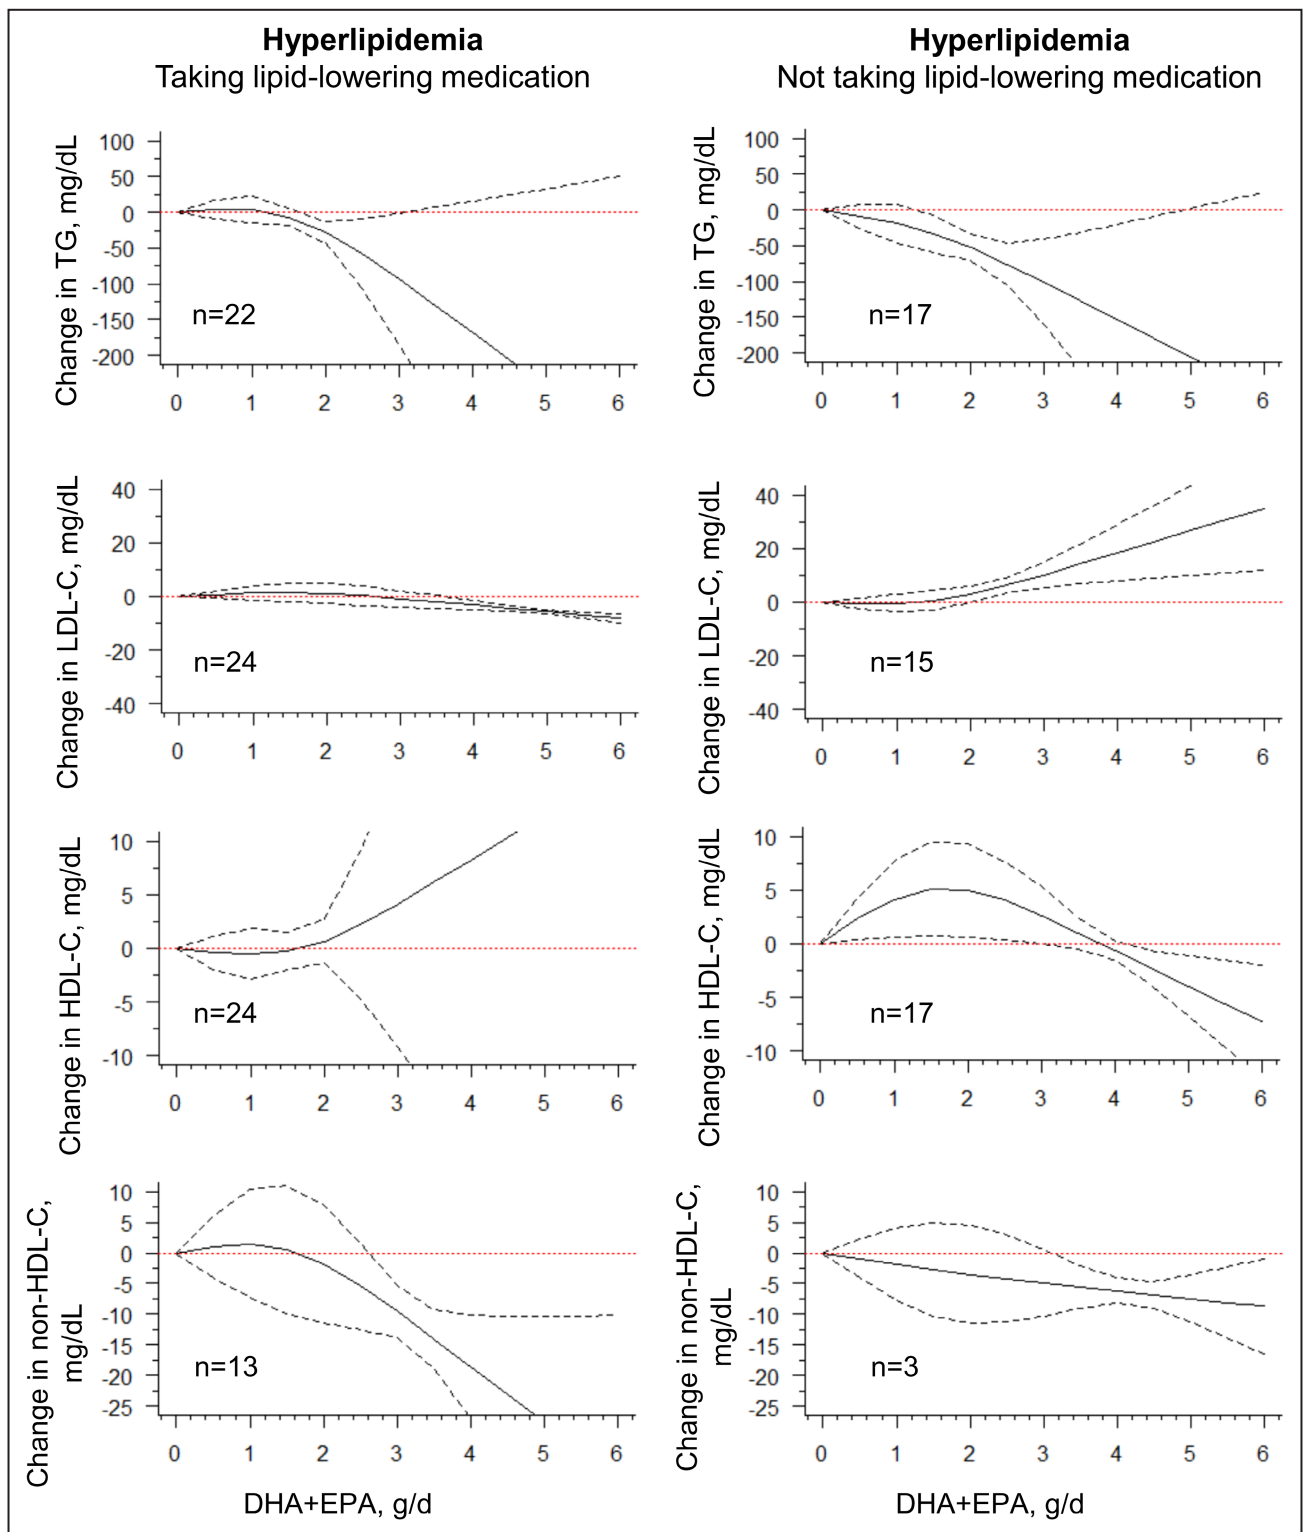 Hyperlipidemia
Taking lipid-lowering medication
Hyperlipidemia
Not taking lipid-lowering medication
Change in TG, mg/dL
100
50
0
-50
-100
-150
-200
n=22
0 1 2 3 4 5 6
Change in TG, mg/dL
100
50
0
-50
-100
-150
-200
n=17
0 1 2 3 4 5 6
Change in LDL-C, mg/dL
40
20
0
-20
-40
n=24
0 1 2 3 4 5 6
Change in LDL-C, mg/dL
40
20
0
-20
-40
n=15
0 1 2 3 4 5 6
Change in HDL-C, mg/dL
10
5
0
-5
-10
n=24
0 1 2 3 4 5 6
Change in HDL-C, mg/dL
10
5
0
-5
-10
n=17
0 1 2 3 4 5 6
Change in non-HDL-C,
mg/dL
10
5
0
-5
-10
-15
-20
-25
n=13
0 1 2 3 4 5 6
DHA+EPA, g/d
Change in non-HDL-C,
mg/dL
10
5
0
-5
-10
-15
-20
-25
n=3
0 1 2 3 4 5 6
DHA+EPA, g/d